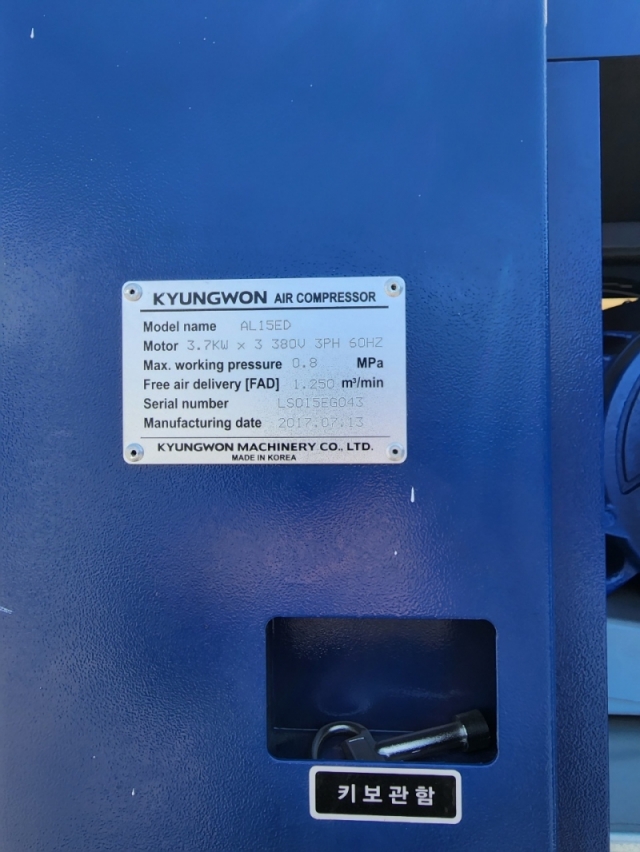 KYUNGWON AIR COMPRESSOR
Model name AL15ED
Motor 3.7KW x 3 380V 3PH 60HZ
Max. working pressure 0.8 MPa
Free air delivery [FAD] 1.250 m³/min
Serial number LS015EG043
Manufacturing date 2017.07.13
KYUNGWON MACHINERY CO., LTD.
MADE IN KOREA
키보관함